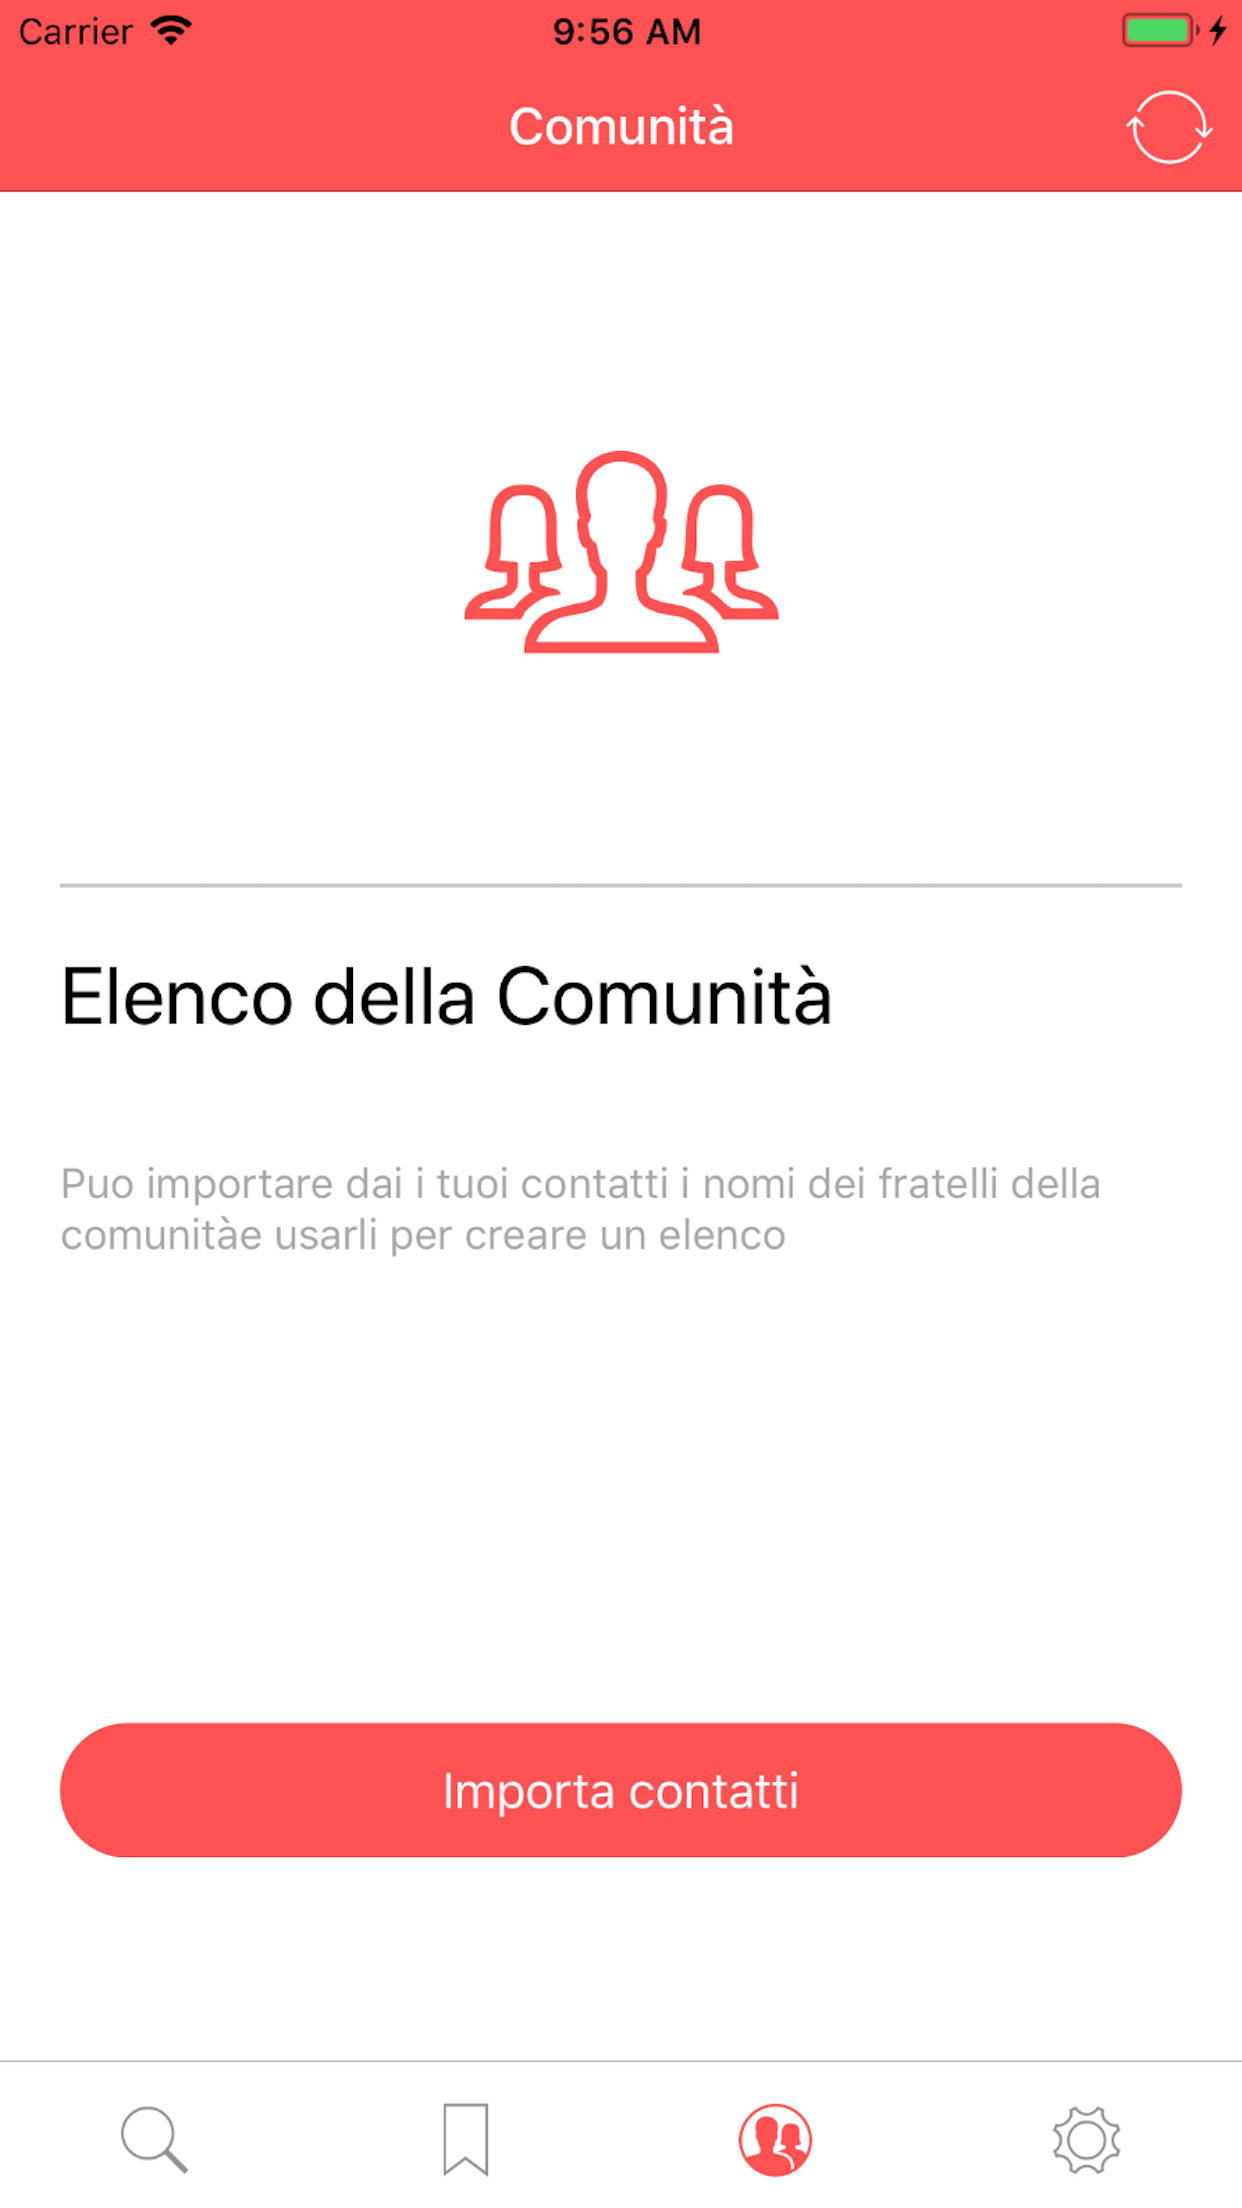 Carrier
9:56 AM
Comunità
Elenco della Comunità
Puo importare dai i tuoi contatti i nomi dei fratelli della
comunitàe usarli per creare un elenco
Importa contatti